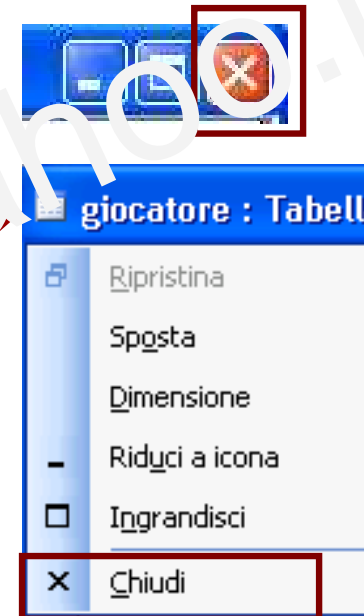 giocatore : Tabell
Ripristina
Sposta
Dimensione
Riduci a icona
Ingrandisci
Chiudi